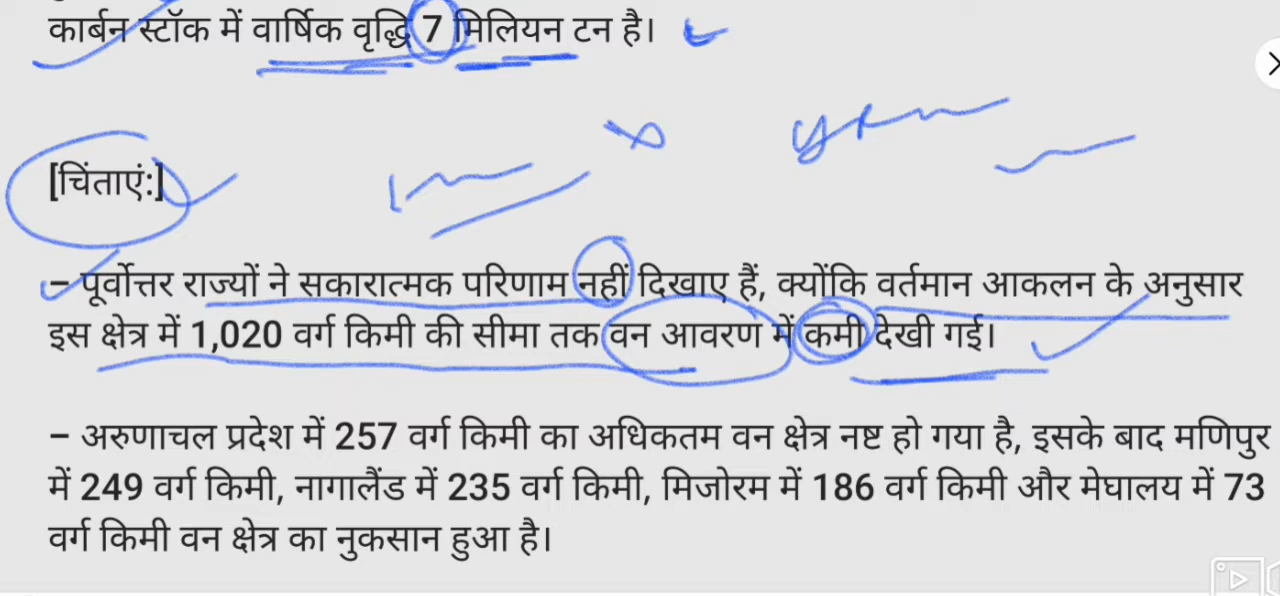 कार्बन स्टॉक में वार्षिक वृद्धि 7 मिलियन टन है।
[चिंताएं:]
– पूर्वोत्तर राज्यों ने सकारात्मक परिणाम नहीं दिखाए हैं, क्योंकि वर्तमान आकलन के अनुसार
इस क्षेत्र में 1,020 वर्ग किमी की सीमा तक वन आवरण में कमी देखी गई।
– अरुणाचल प्रदेश में 257 वर्ग किमी का अधिकतम वन क्षेत्र नष्ट हो गया है, इसके बाद मणिपुर
में 249 वर्ग किमी, नागालैंड में 235 वर्ग किमी, मिजोरम में 186 वर्ग किमी और मेघालय में 73
वर्ग किमी वन क्षेत्र का नुकसान हुआ है।